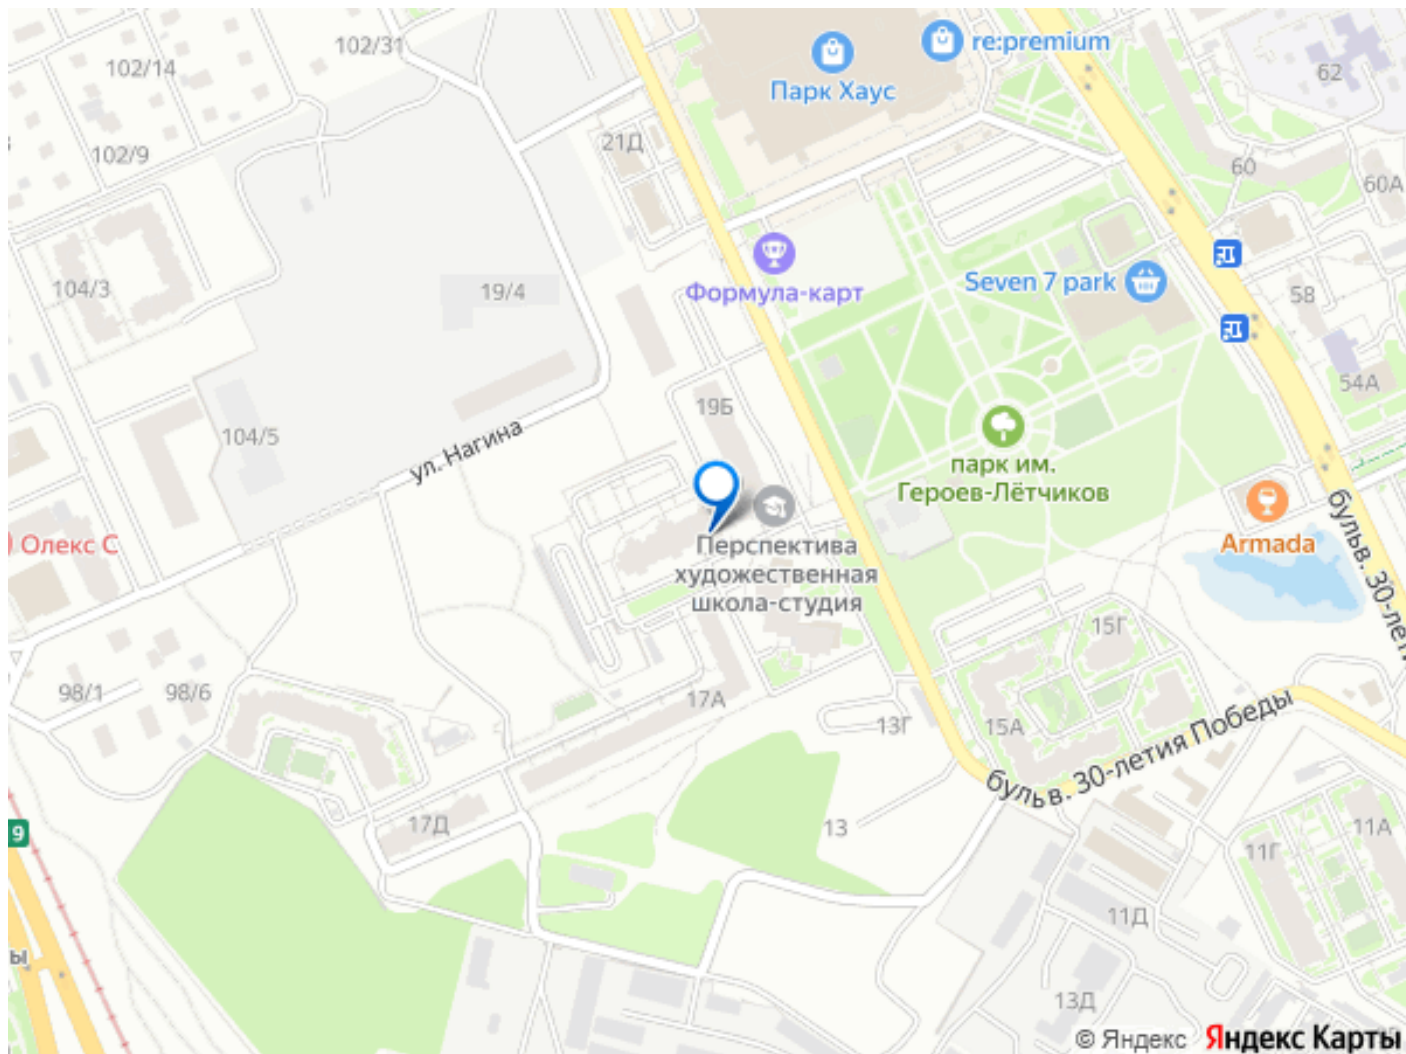 102/31
re:premium
102/14
62
Парк Хаус
21Д
102/9
60
60А
104/3
19/4
Seven 7 park
Формула-карт
58
54А
19Б
104/5
ул. Нагина
парк им.
Героев-Лётчиков
Олекс С
Перспектива
художественная
школа-студия
Armada
бульв. 30-лети
15Г
98/1
98/6
17А
13Г
15А
бульв. 30-летия Победы
17Д
13
11А
11Г
9
11Д
ы
13Д
© Яндекс Яндекс Карты